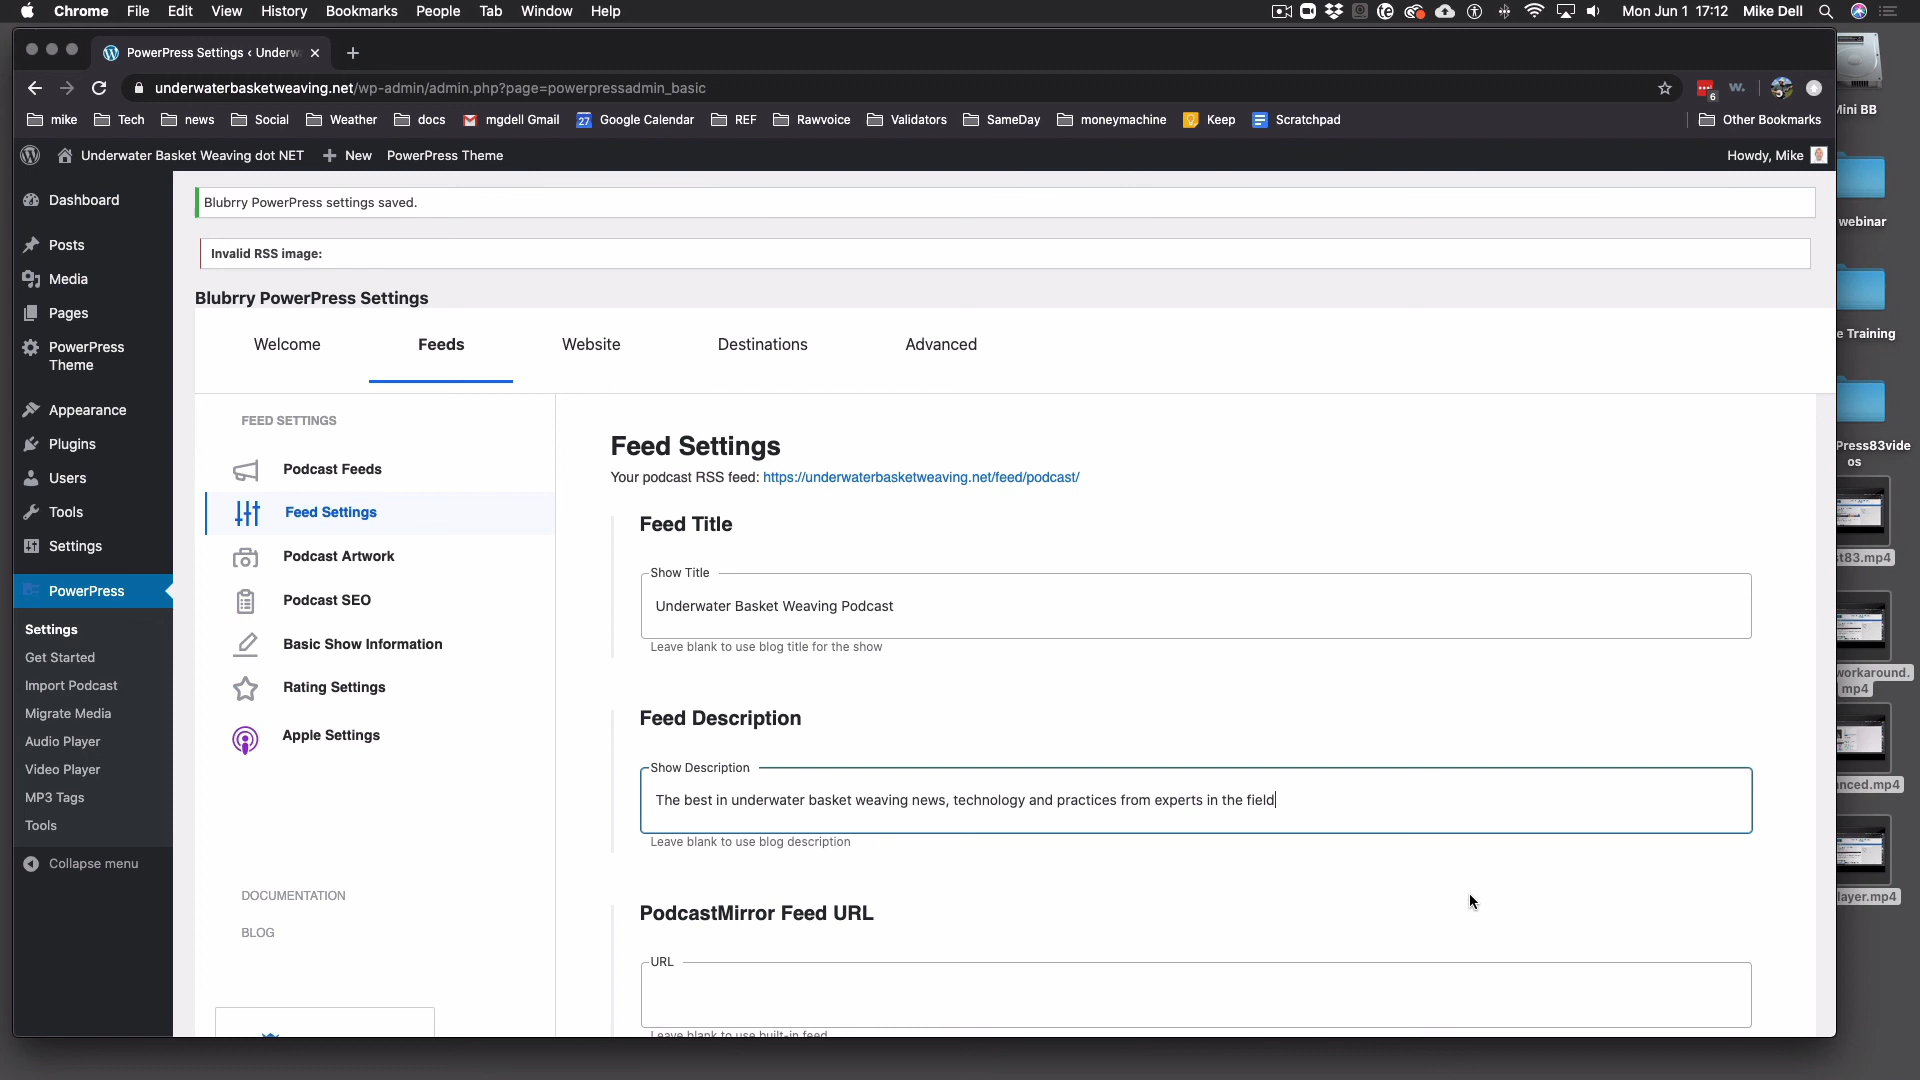 Chrome File Edit View History Bookmarks People Tab Window Help
Mon Jun 1 17:12 Mike Dell
PowerPress Settings ‹ Underw
underwaterbasketweaving.net/wp-admin/admin.php?page=powerpressadmin_basic
6
w.
mike Tech news Social Weather docs mgdell Gmail 27 Google Calendar REF Rawvoice Validators SameDay moneymachine Keep Scratchpad Other Bookmarks
Underwater Basket Weaving dot NET New PowerPress Theme Howdy, Mike
Dashboard
Posts
Media
Pages
PowerPress
Theme
Appearance
Plugins
Users
Tools
Settings
PowerPress
Settings
Get Started
Import Podcast
Migrate Media
Audio Player
Video Player
MP3 Tags
Tools
Collapse menu
Blubrry PowerPress settings saved.
Invalid RSS image:
Blubrry PowerPress Settings
Welcome Feeds Website Destinations Advanced
FEED SETTINGS
Podcast Feeds
Feed Settings
Podcast Artwork
Podcast SEO
Basic Show Information
Rating Settings
Apple Settings
DOCUMENTATION
BLOG
Feed Settings
Your podcast RSS feed: https://underwaterbasketweaving.net/feed/podcast/
Feed Title
Show Title
Underwater Basket Weaving Podcast
Leave blank to use blog title for the show
Feed Description
Show Description
The best in underwater basket weaving news, technology and practices from experts in the field
Leave blank to use blog description
PodcastMirror Feed URL
URL
Leave blank to use built-in feed
Mini BB
webinar
e Training
Press83vide
os
st83.mp4
workaround.
mp4
nced.mp4
layer.mp4